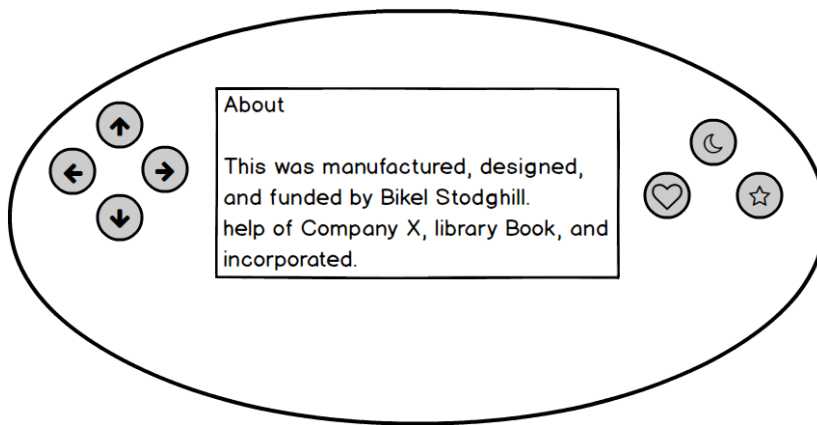 About
This was manufactured, designed,
and funded by Bikel Stodghill.
help of Company X, library Book, and
incorporated.